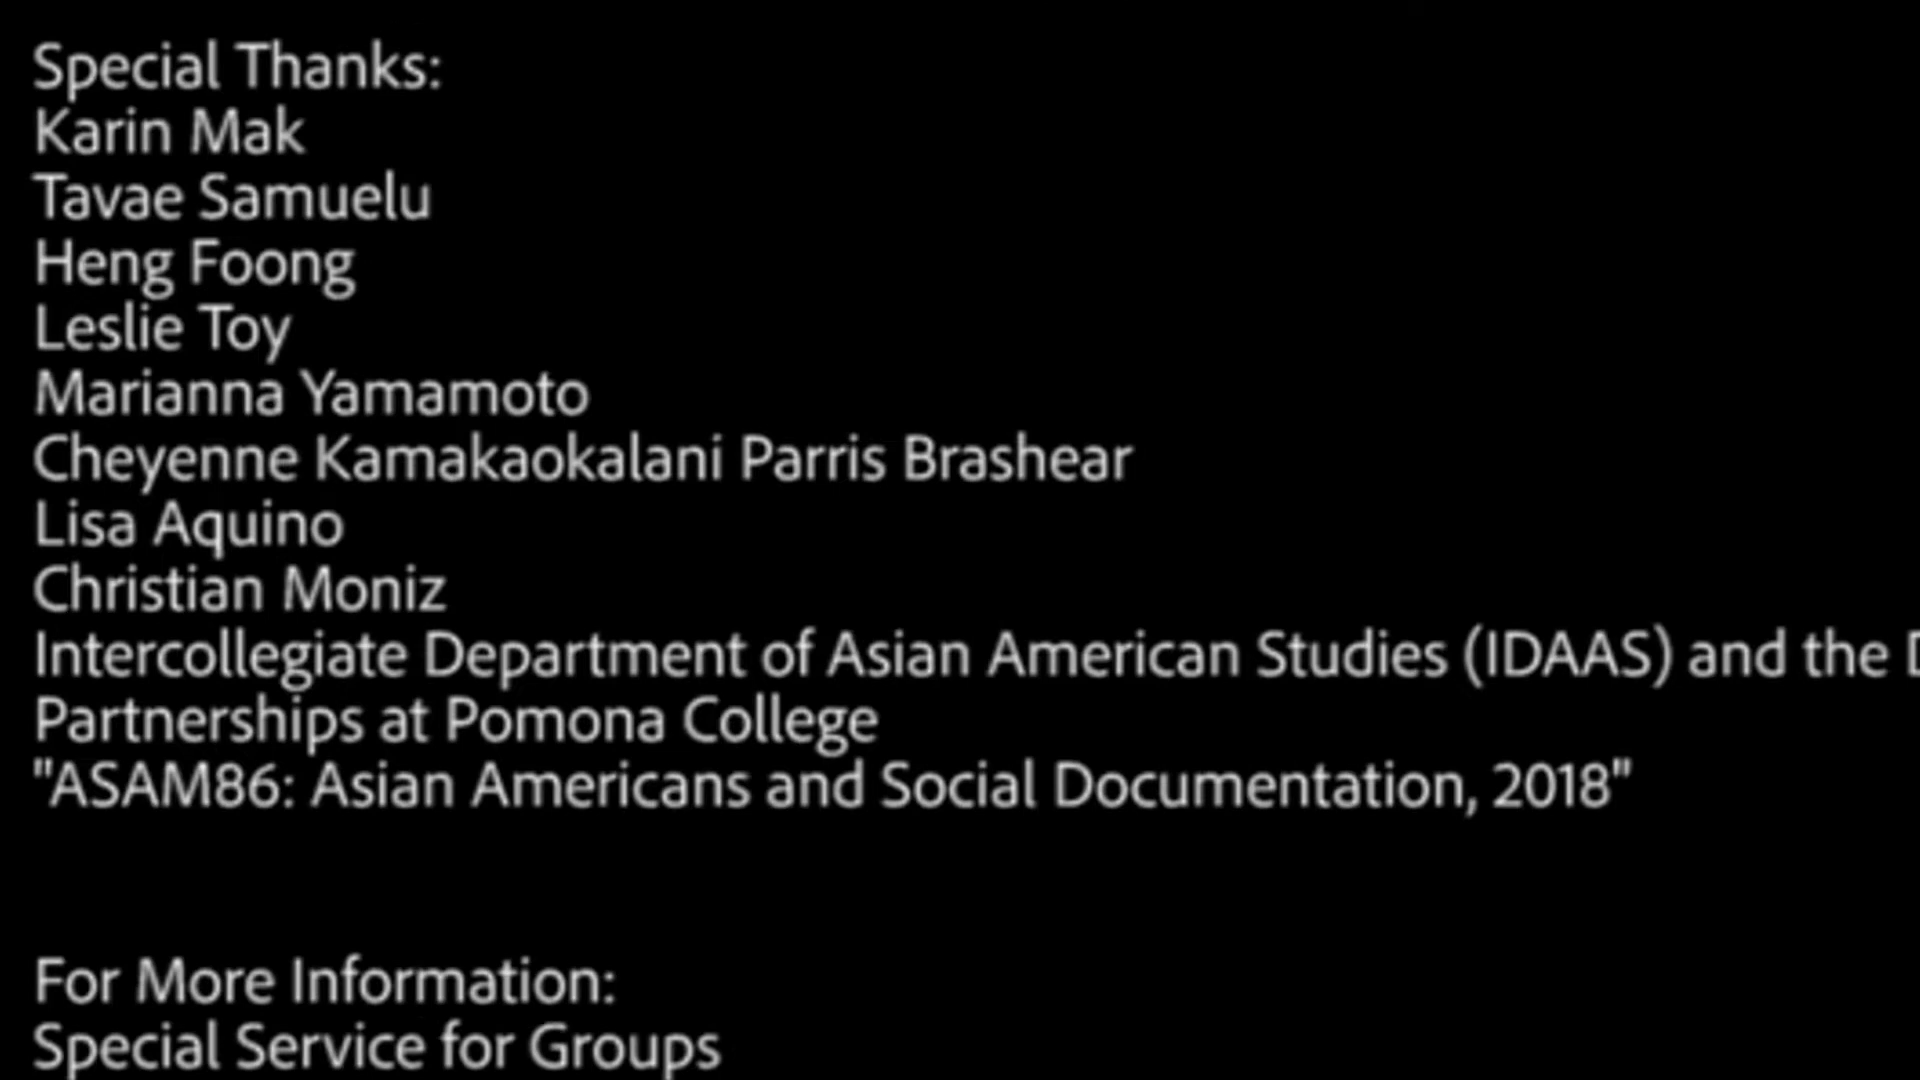 Special Thanks:
Karin Mak
Tavae Samuelu
Heng Foong
Leslie Toy
Marianna Yamamoto
Cheyenne Kamakaokalani Parris Brashear
Lisa Aquino
Christian Moniz
Intercollegiate Department of Asian American Studies (IDAAS) and the
Partnerships at Pomona College
"ASAM86: Asian Americans and Social Documentation, 2018"
For More Information:
Special Service for Groups